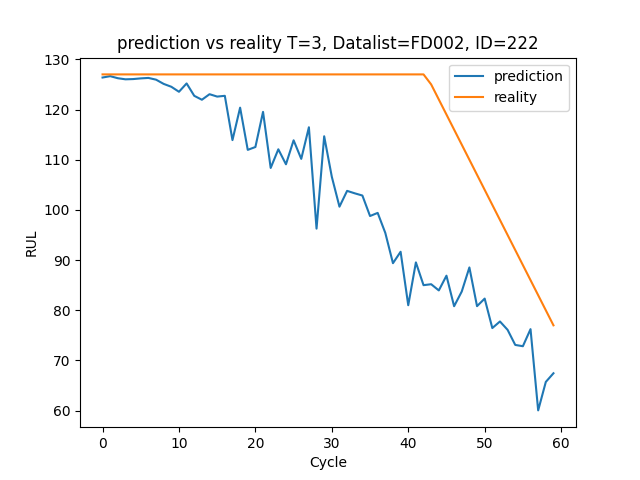 prediction vs reality T=3, Datalist=FD002, ID=222
130
120
110
100
90
80
70
60
RUL
prediction
reality
0 10 20 30 40 50 60
Cycle